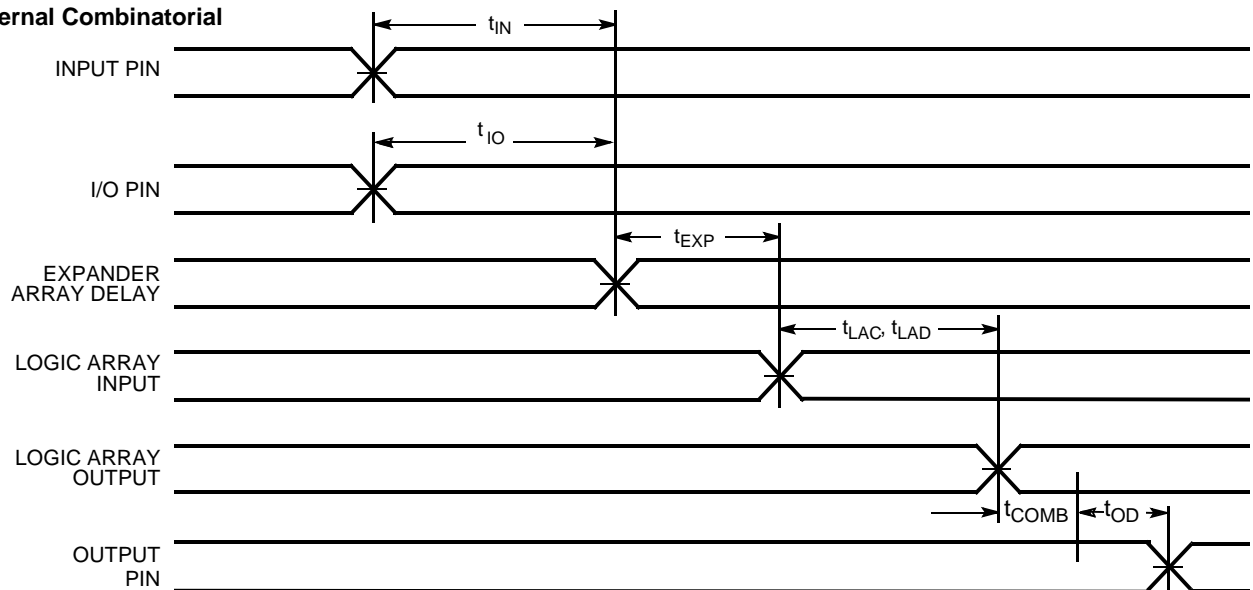 ernal Combinatorial
tIN
INPUT PIN
tIO
I/O PIN
tEXP
EXPANDER
ARRAY DELAY
tLAC, tLAD
LOGIC ARRAY
INPUT
LOGIC ARRAY
OUTPUT
tCOMB
tOD
OUTPUT
PIN